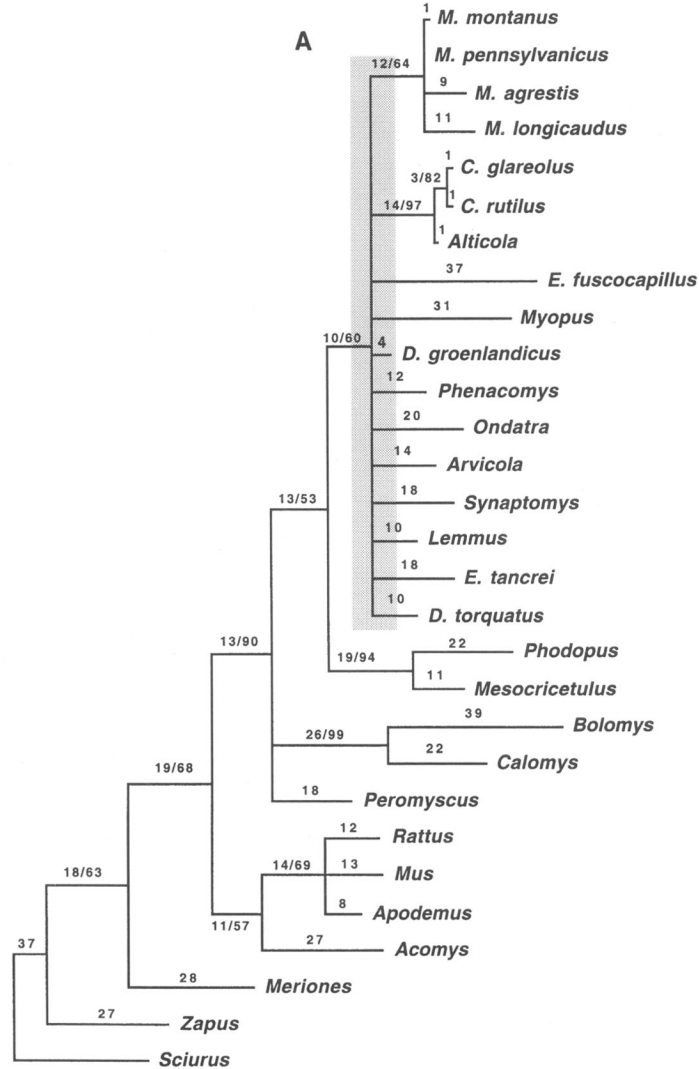 1
M. montanus
A
M. pennsylvanicus
12/64
9
M. agrestis
11
M. longicaudus
1
C. glareolus
3/82
1
C. rutilus
14/97
1
Alticola
37
E. fuscocapillus
31
Myopus
10/60
4
D. groenlandicus
12
Phenacomys
20
Ondatra
14
Arvicola
13/53
18
Synaptomys
10
Lemmus
18
E. tancrei
10
D. torquatus
13/90
22
Phodopus
19/94
11
Mesocricetulus
39
Bolomys
26/99
22
Calomys
19/68
18
Peromyscus
12
Rattus
14/69
13
Mus
18/63
8
Apodemus
11/57
27
Acomys
37
28
Meriones
27
Zapus
Sciurus